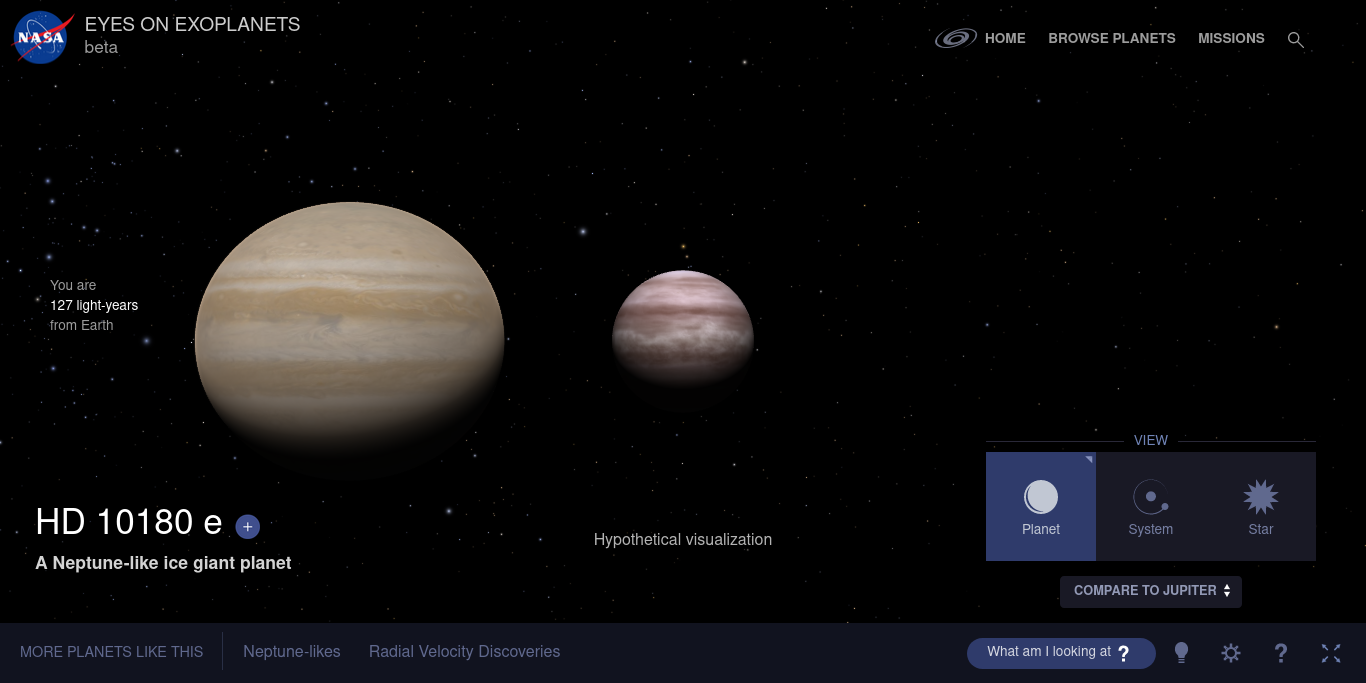 NASA
EYES ON EXOPLANETS
beta
HOME
BROWSE PLANETS
MISSIONS
You are
127 light-years
from Earth
VIEW
Planet
System
Star
HD 10180 e +
A Neptune-like ice giant planet
Hypothetical visualization
COMPARE TO JUPITER
MORE PLANETS LIKE THIS
Neptune-likes
Radial Velocity Discoveries
What am I looking at ?
?